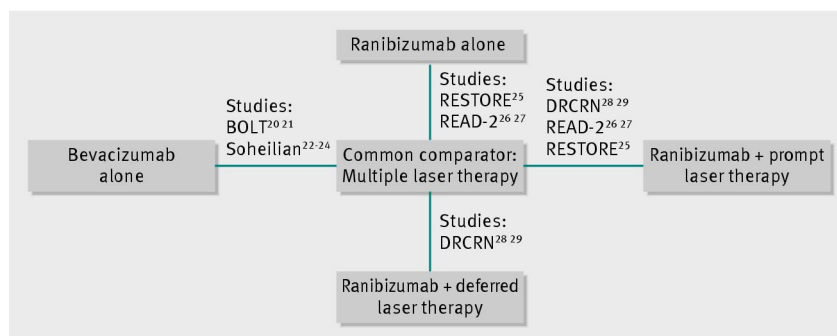 Ranibizumab alone
Studies:
RESTORE25
READ-226 27
Studies:
DRCRN28 29
READ-226 27
RESTORE25
Studies:
BOLT20 21
Soheilian22-24
Bevacizumab
alone
Common comparator:
Multiple laser therapy
Ranibizumab + prompt
laser therapy
Studies:
DRCRN28 29
Ranibizumab + deferred
laser therapy